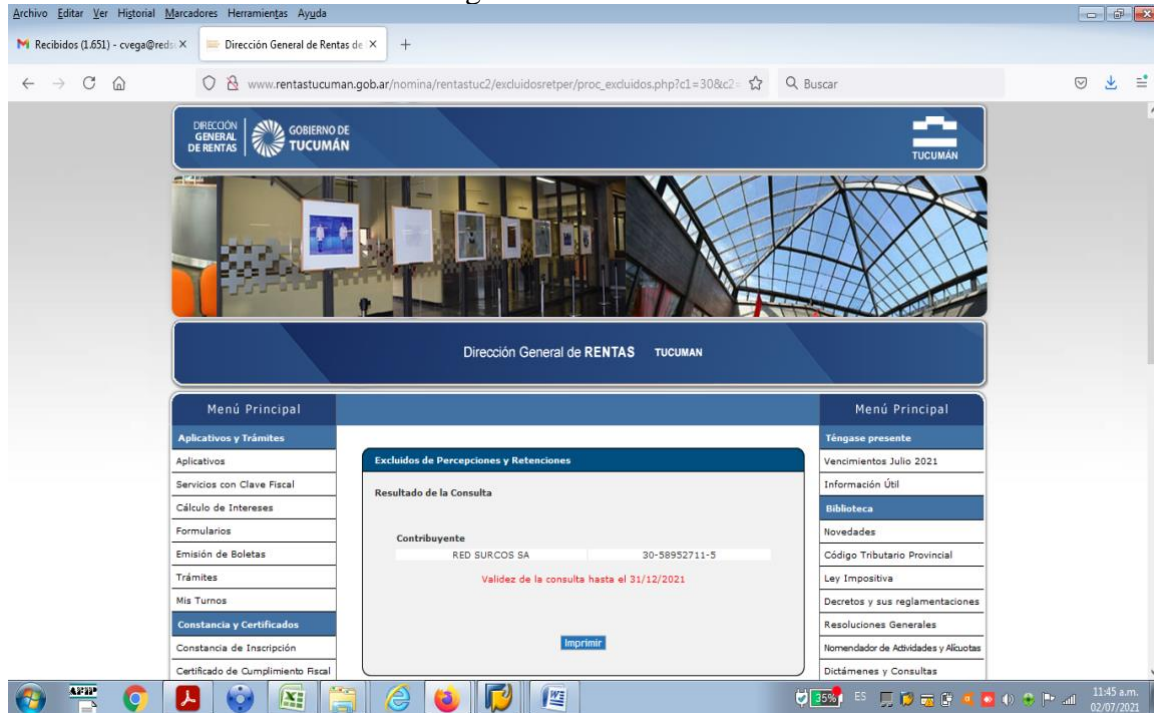 Archivo Editar Ver Historial Marcadores Herramientas Ayuda
Recibidos (1.651) - cvega@reds
Dirección General de Rentas de
www.rentastucuman.gob.ar/nomina/rentastuc2/excluidosretper/proc_excluidos.php?c1=30&c2=
Buscar
DIRECCIÓN GENERAL DE RENTAS
GOBIERNO DE TUCUMÁN
TUCUMÁN
Dirección General de RENTAS TUCUMAN
Menú Principal
Aplicativos y Trámites
Aplicativos
Servicios con Clave Fiscal
Cálculo de Intereses
Formularios
Emisión de Boletas
Trámites
Mis Turnos
Constancia y Certificados
Constancia de Inscripción
Certificado de Cumplimiento Fiscal
Excluidos de Percepciones y Retenciones
Resultado de la Consulta
Contribuyente
RED SURCOS SA 30-58952711-5
Validez de la consulta hasta el 31/12/2021
Imprimir
Menú Principal
Téngase presente
Vencimientos Julio 2021
Información Útil
Biblioteca
Novedades
Código Tributario Provincial
Ley Impositiva
Decretos y sus reglamentaciones
Resoluciones Generales
Nomendador de Actividades y Alícuotas
Dictámenes y Consultas
AFIP
35%
ES
11:45 a.m.
02/07/2021